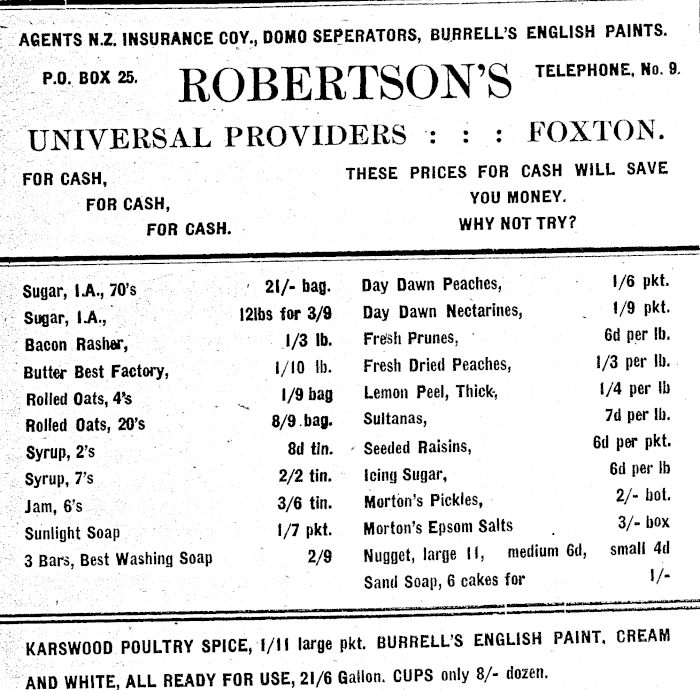 AGENTS N.Z. INSURANCE COY., DOMO SEPERATORS, BURRELL'S ENGLISH PAINTS.
P.O. BOX 25. ROBERTSON'S TELEPHONE, No. 9.
UNIVERSAL PROVIDERS : : : FOXTON.
FOR CASH,
FOR CASH,
FOR CASH.
THESE PRICES FOR CASH WILL SAVE
YOU MONEY.
WHY NOT TRY?
Sugar, I.A., 70's 21/- bag.
Sugar, I.A., 12lbs for 3/9
Bacon Rasher, 1/3 lb.
Butter Best Factory, 1/10 lb.
Rolled Oats, 4's 1/9 bag
Rolled Oats, 20's 8/9 bag.
Syrup, 2's 8d tin.
Syrup, 7's 2/2 tin.
Jam, 6's 3/6 tin.
Sunlight Soap 1/7 pkt.
3 Bars, Best Washing Soap 2/9
Day Dawn Peaches, 1/6 pkt.
Day Dawn Nectarines, 1/9 pkt.
Fresh Prunes, 6d per lb.
Fresh Dried Peaches, 1/3 per lb.
Lemon Peel, Thick, 1/4 per lb
Sultanas, 7d per lb.
Seeded Raisins, 6d per pkt.
Icing Sugar, 6d per lb
Morton's Pickles, 2/- bot.
Morton's Epsom Salts 3/- box
Nugget, large 11, medium 6d, small 4d
Sand Soap, 6 cakes for 1/-
KARSWOOD POULTRY SPICE, 1/11 large pkt. BURRELL'S ENGLISH PAINT, CREAM
AND WHITE, ALL READY FOR USE, 21/6 Gallon. CUPS only 8/- dozen.